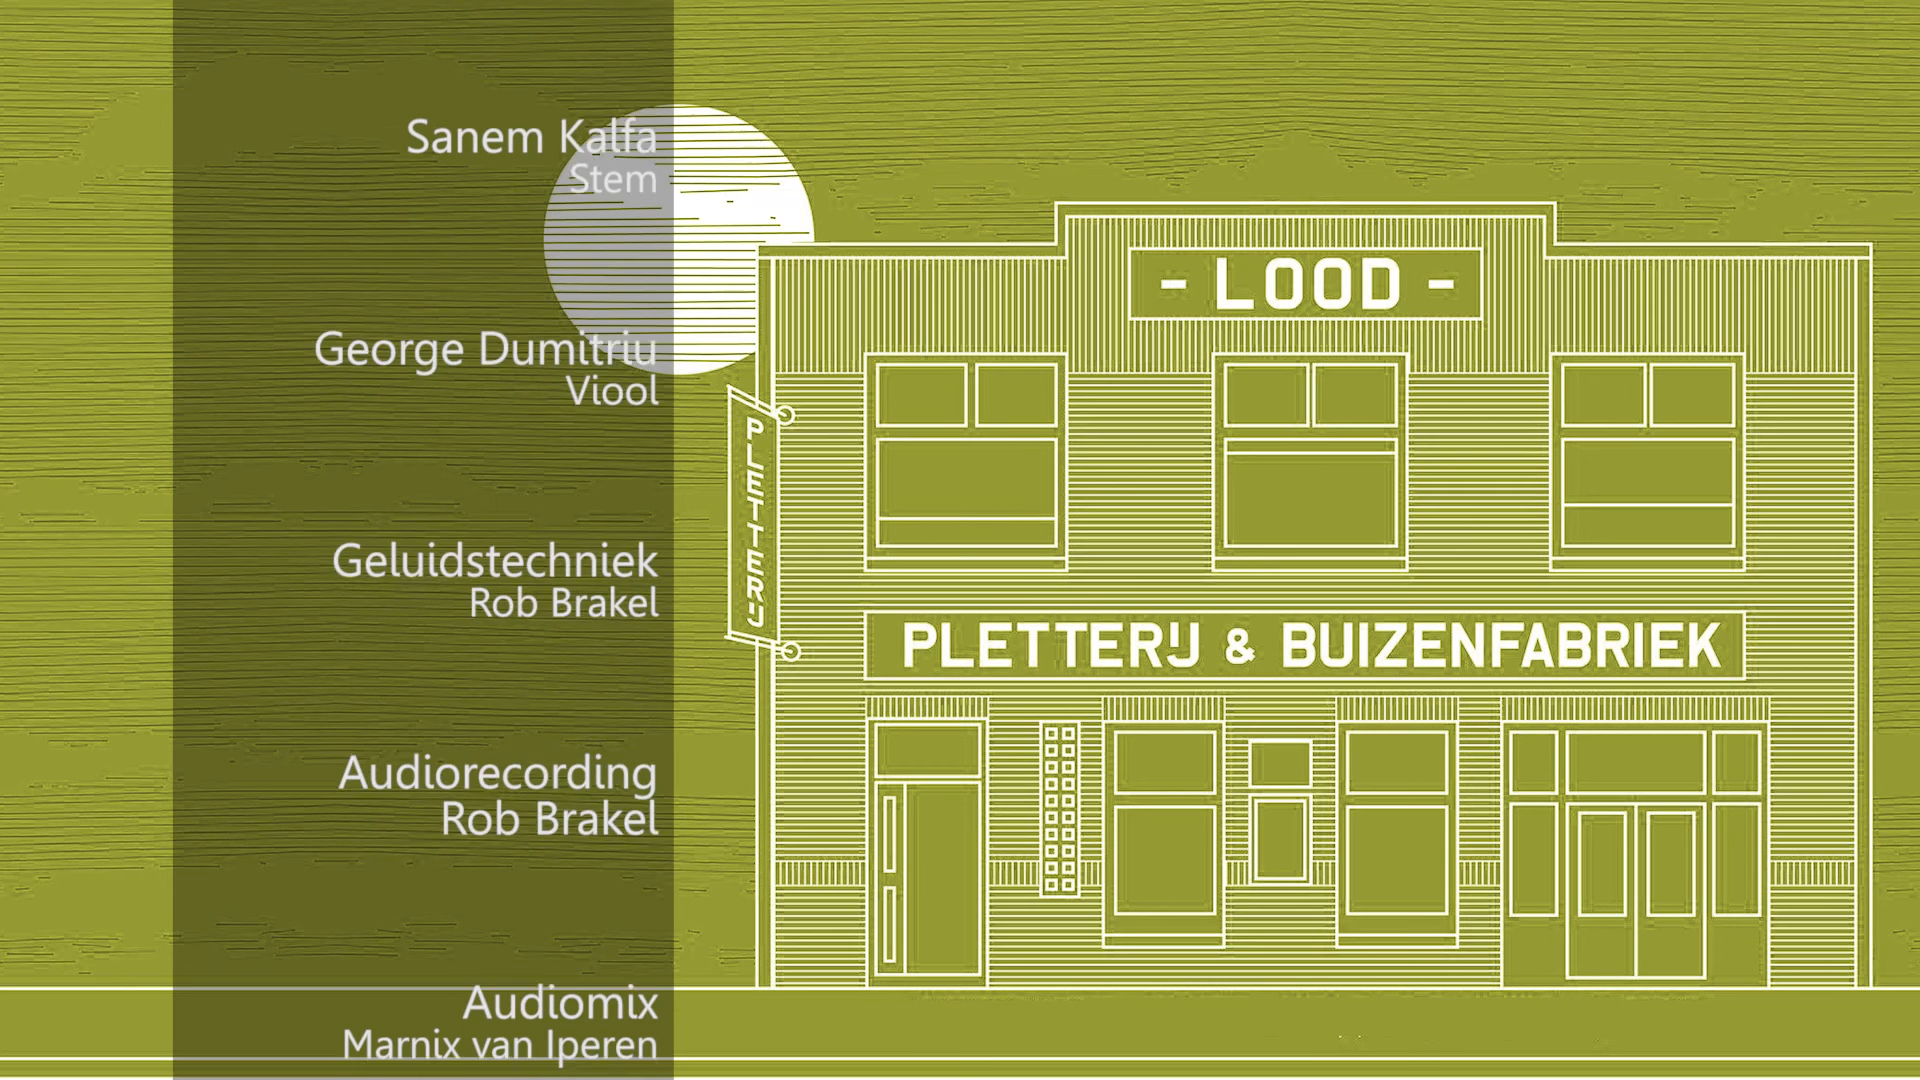 Sanem Kalfa
Stem
George Dumitriu
Viool
Geluidstechniek
Rob Brakel
Audiorecording
Rob Brakel
Audiomix
Marnix van Iperen
- LOOD -
PLETTERIJ
PLETTERIJ & BUIZENFABRIEK